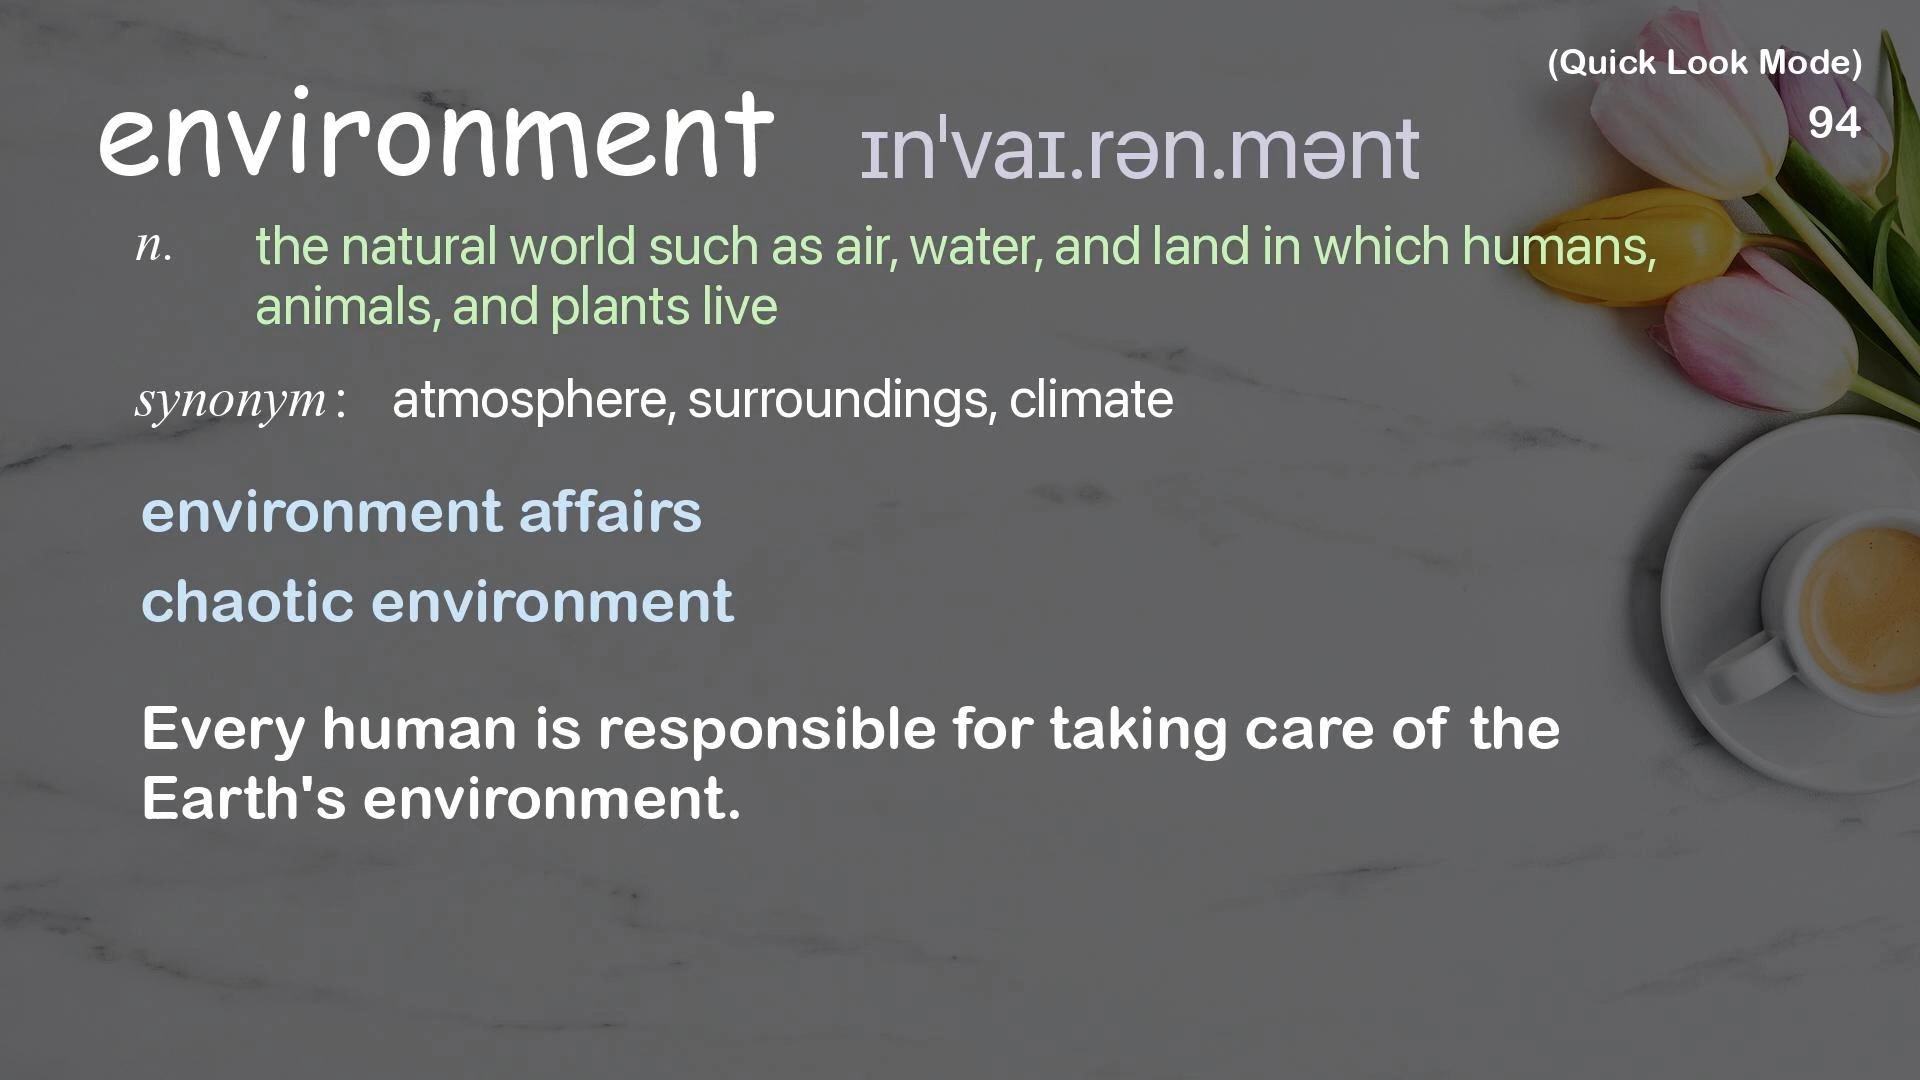 (Quick Look Mode)
94
environment ɪnˈvaɪ.rən.mənt
n. the natural world such as air, water, and land in which humans,
animals, and plants live
synonym: atmosphere, surroundings, climate
environment affairs
chaotic environment
Every human is responsible for taking care of the
Earth's environment.